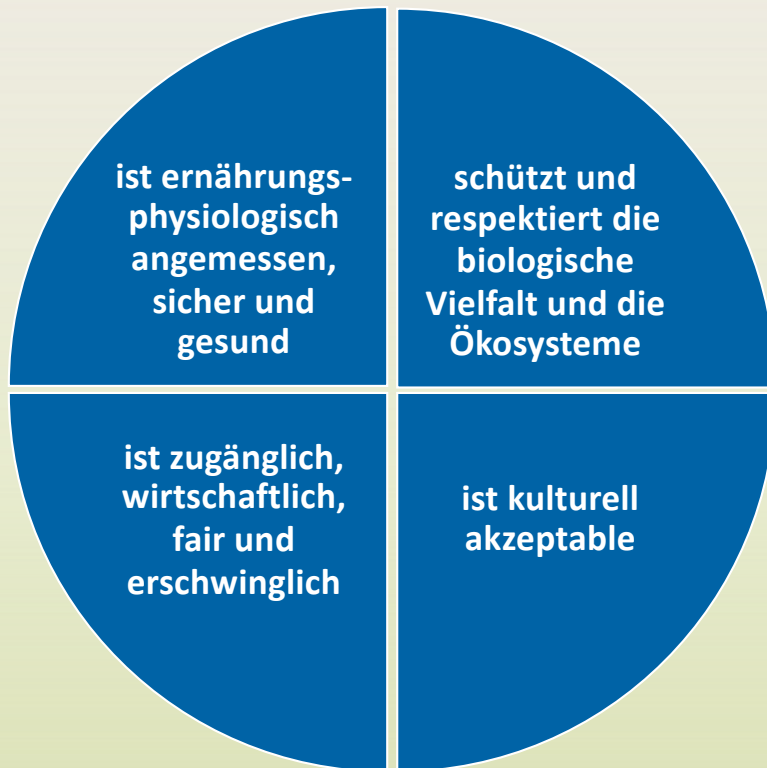 ist ernährungs-
physiologisch
angemessen,
sicher und
gesund
schützt und
respektiert die
biologische
Vielfalt und die
Ökosysteme
ist zugänglich,
wirtschaftlich,
fair und
erschwinglich
ist kulturell
akzeptable